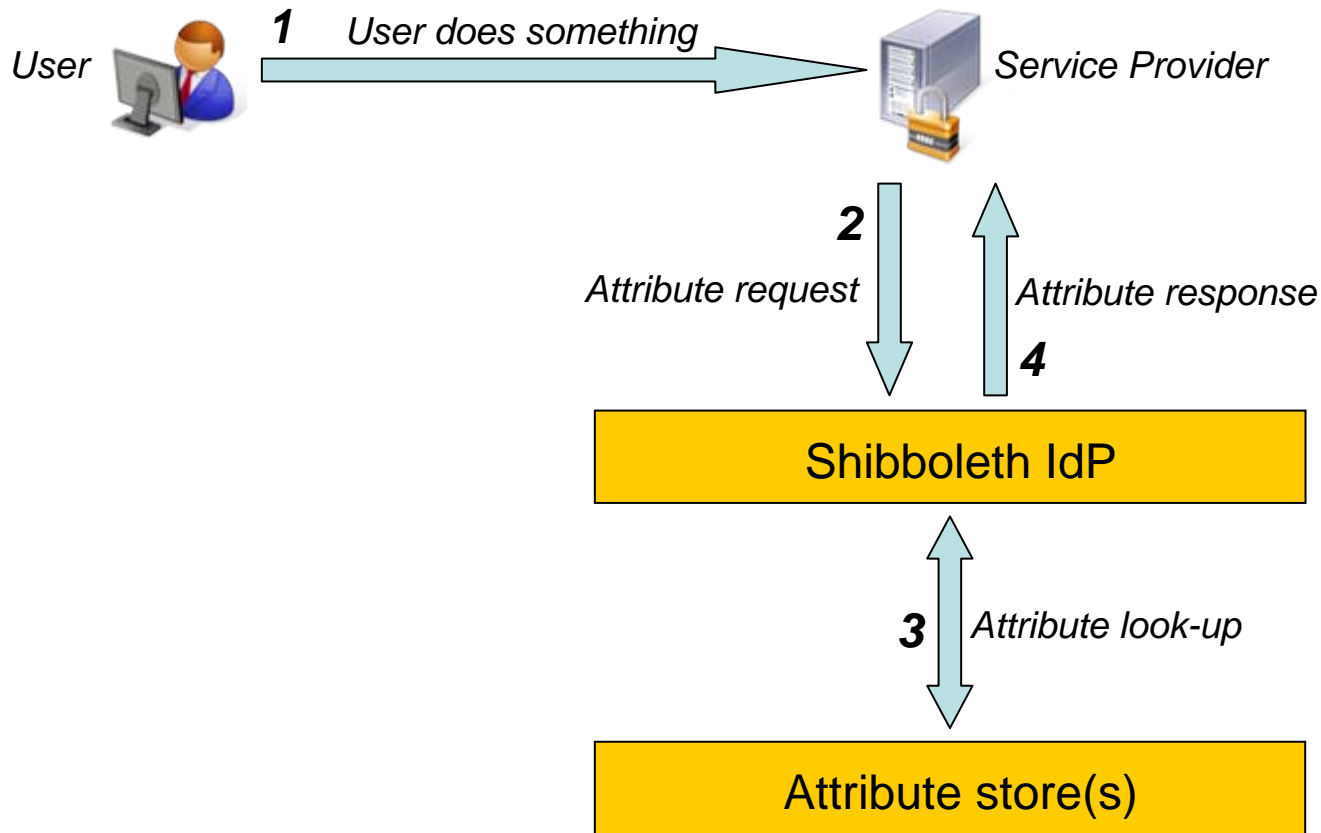 1
User does something
User
Service Provider
2
Attribute request
Attribute response
4
Shibboleth IdP
3
Attribute look-up
Attribute store(s)